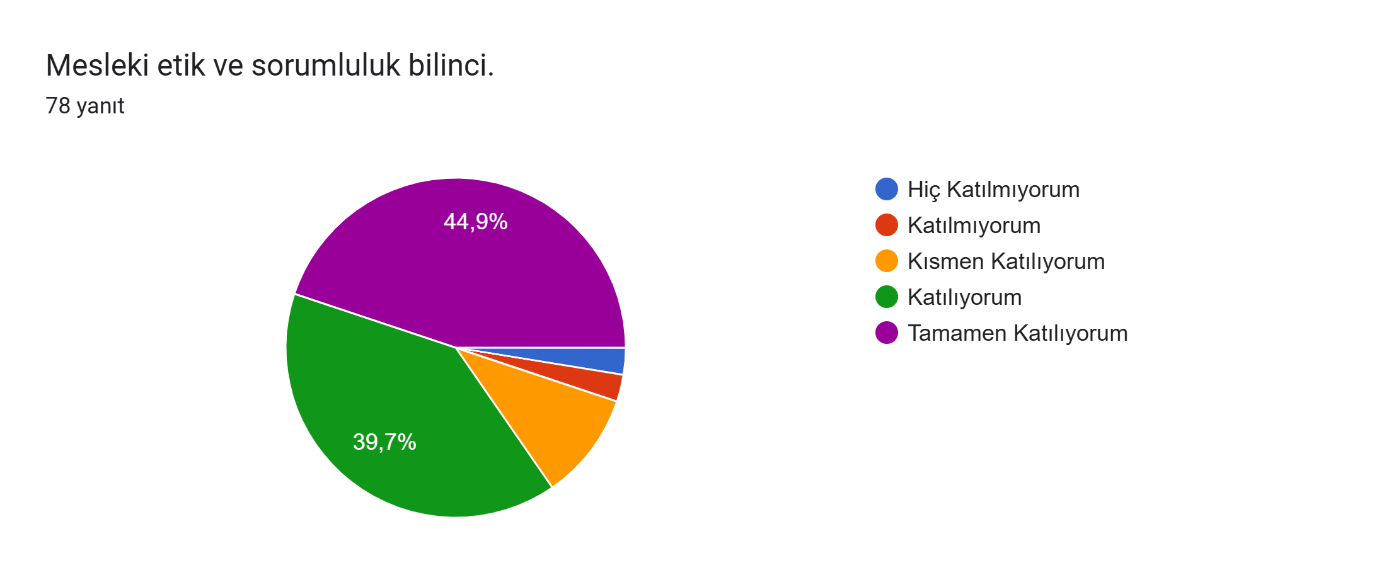 Mesleki etik ve sorumluluk bilinci.
78 yanıt
44,9%
39,7%
Hiç Katılmıyorum
Katılmıyorum
Kısmen Katılıyorum
Katılıyorum
Tamamen Katılıyorum